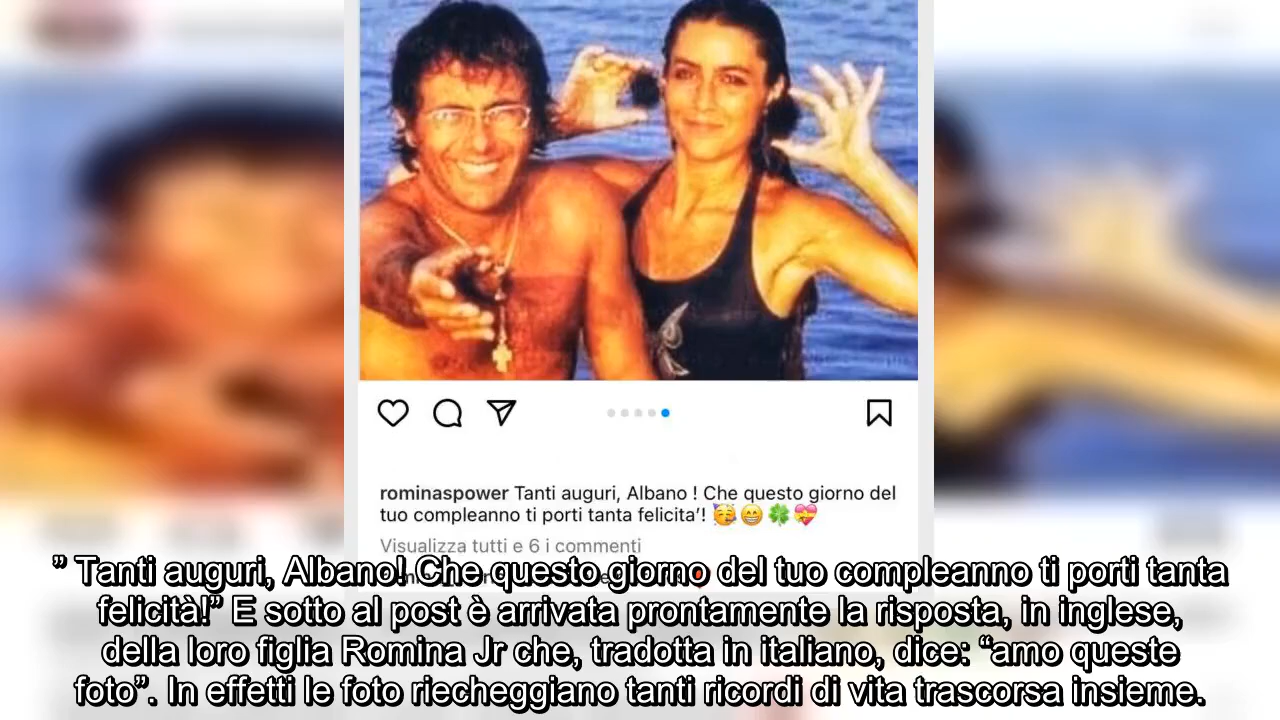 rominaspower Tanti auguri, Albano ! Che questo giorno del
tuo compleanno ti porti tanta felicita'! 🥳😁🍀💝
Visualizza tutti e 6 i commenti
” Tanti auguri, Albano! Che questo giorno del tuo compleanno ti porti tanta
felicità!” E sotto al post è arrivata prontamente la risposta, in inglese,
della loro figlia Romina Jr che, tradotta in italiano, dice: “amo queste
foto”. In effetti le foto riecheggiano tanti ricordi di vita trascorsa insieme.